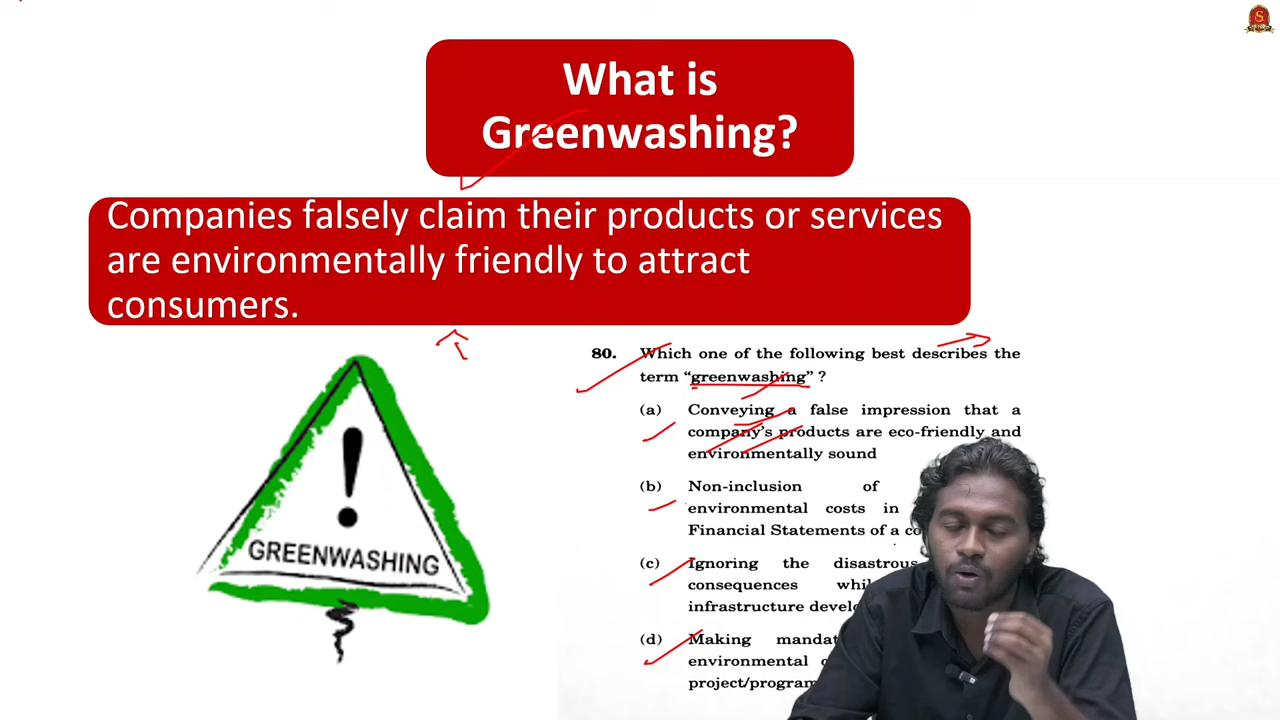 What is
Greenwashing?
Companies falsely claim their products or services
are environmentally friendly to attract
consumers.
80. Which one of the following best describes the
term “greenwashing” ?
(a) Conveying a false impression that a
company’s products are eco-friendly and
environmentally sound
(b) Non-inclusion of
environmental costs in
Financial Statements of a
(c) Ignoring the disastrous
consequences
infrastructure
(d) Making
environmental
GREENWASHING